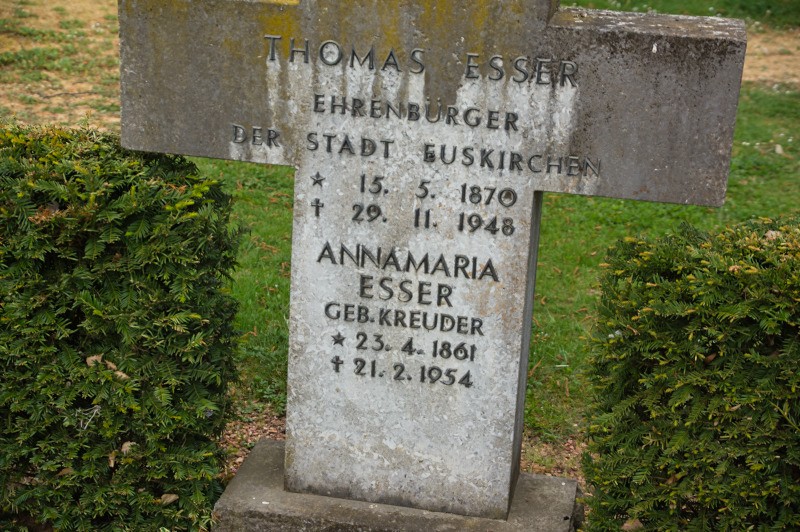 THOMAS ESSER
EHRENBÜRGER
DER STADT EUSKIRCHEN
* 15. 5. 1870
† 29. 11. 1948
ANNAMARIA
ESSER
GEB. KREUDER
* 23. 4. 1861
† 21. 2. 1954